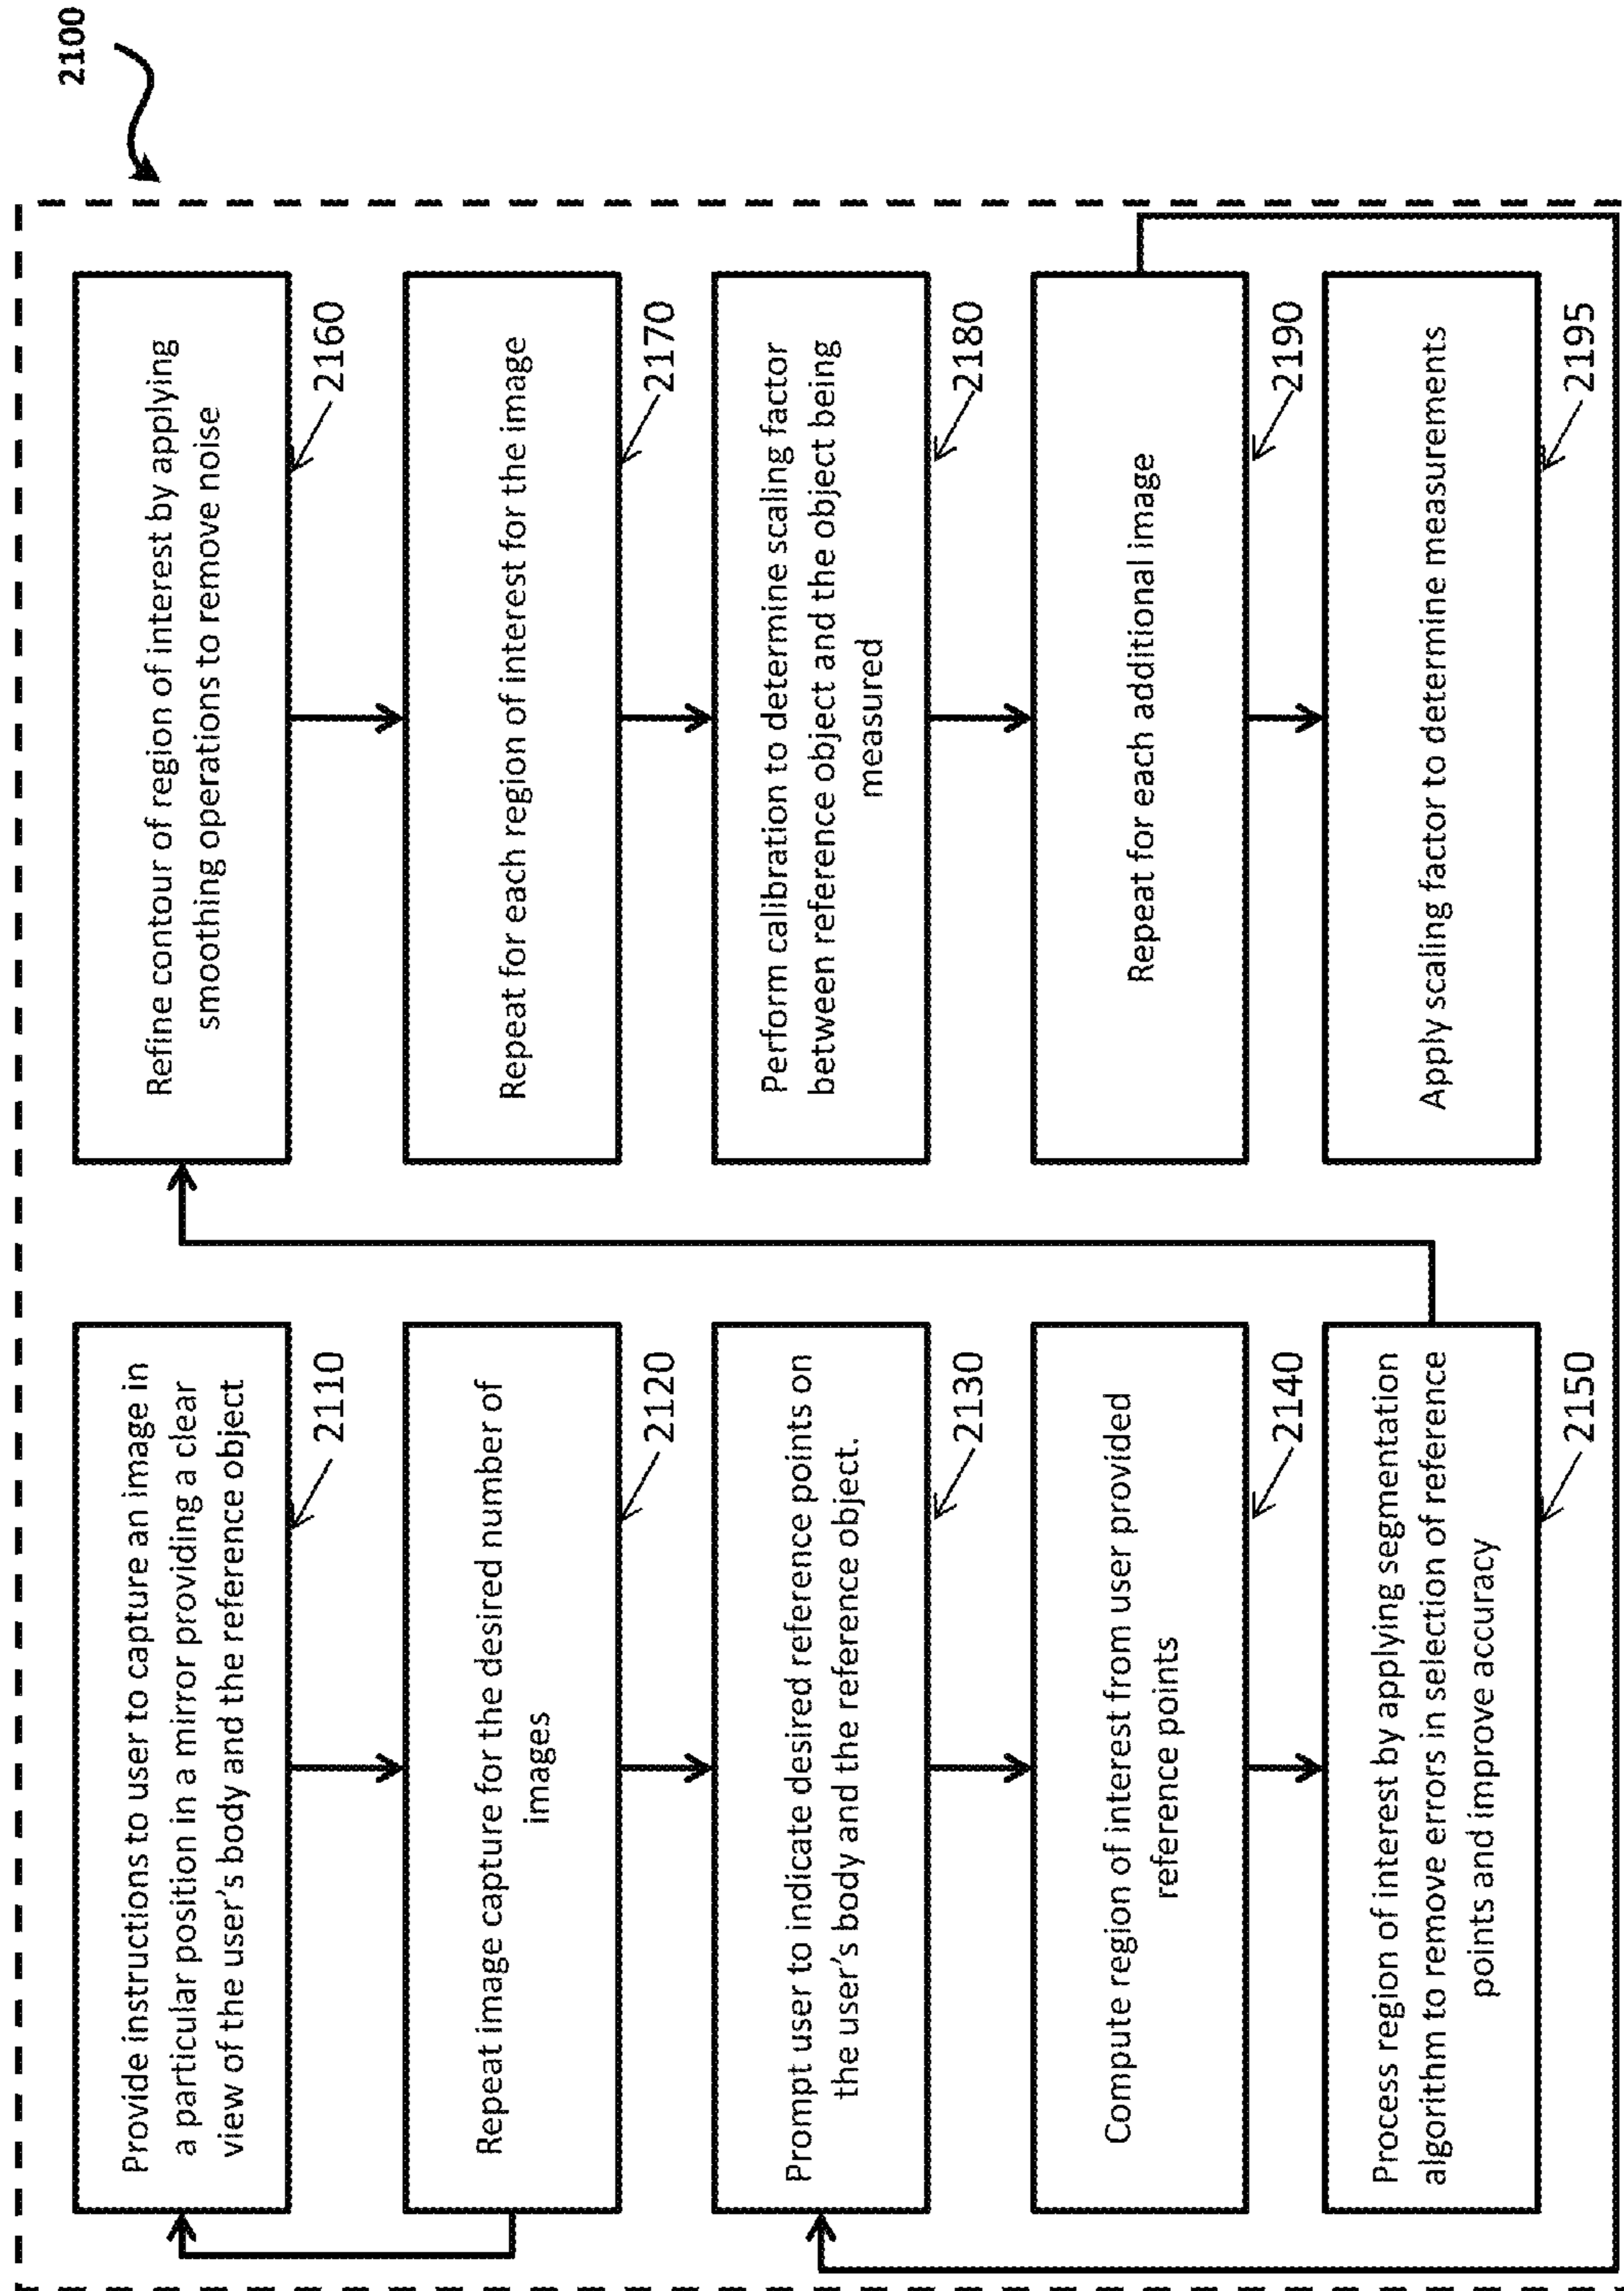 2100
Provide instructions to user to capture an image in
a particular position in a mirror providing a clear
view of the user's body and the reference object
2110
Repeat image capture for the desired number of
images
2120
Prompt user to indicate desired reference points on
the user's body and the reference object.
2130
Compute region of interest from user provided
reference points
2140
Process region of interest by applying segmentation
algorithm to remove errors in selection of reference
points and improve accuracy
2150
Refine contour of region of interest by applying
smoothing operations to remove noise
2160
Repeat for each region of interest for the image
2170
Perform calibration to determine scaling factor
between reference object and the object being
measured
2180
Repeat for each additional image
2190
Apply scaling factor to determine measurements
2195